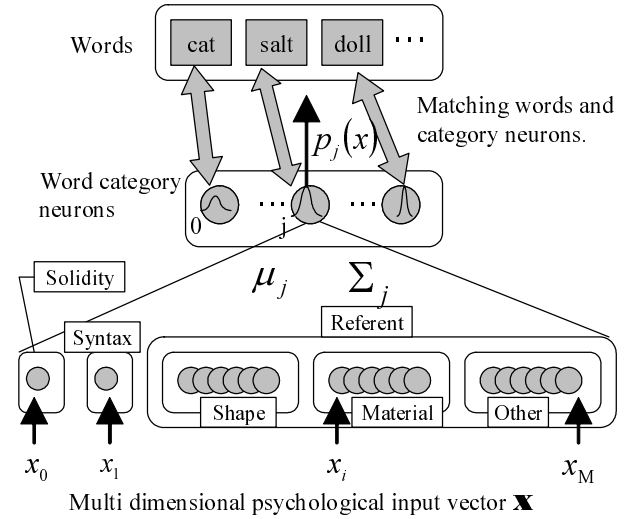 Words
cat salt doll ...
Matching words and
category neurons.
p_j(x)
Word category
neurons
0 ... j ...
μ_j Σ_j
Solidity
Referent
Syntax
Shape Material Other
x_0 x_1 x_i x_M
Multi dimensional psychological input vector x